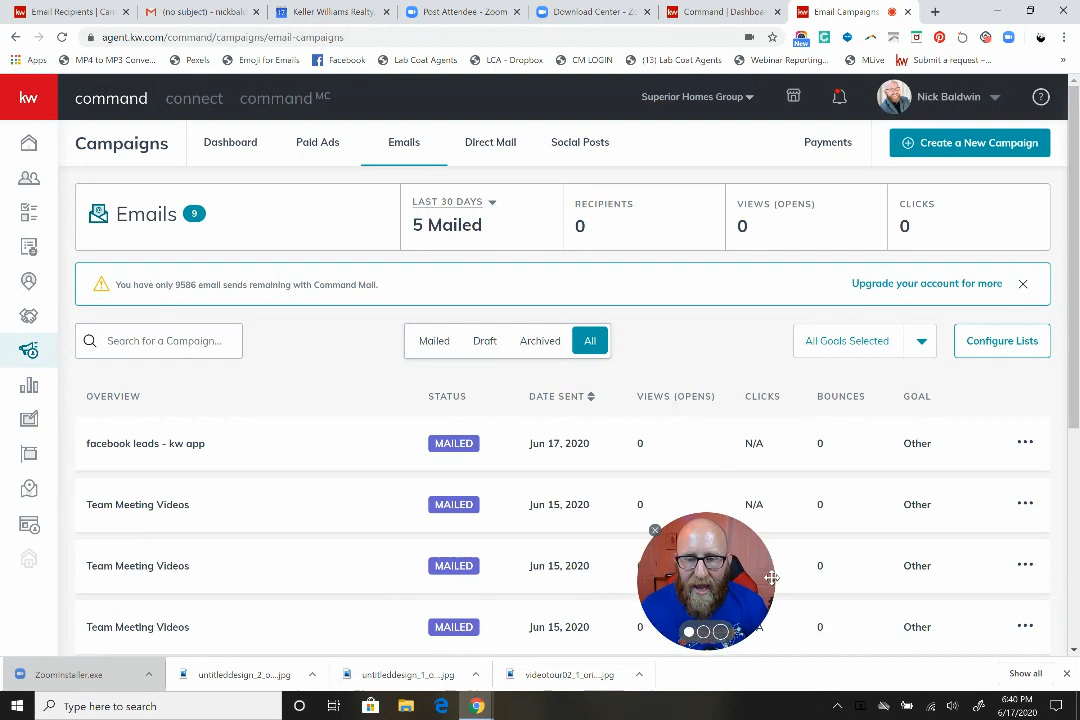 Email Recipients | Can
(no subject) - nickbald
Keller Williams Realty,
Post Attendee - Zoom
Download Center - Zo
Command | Dashboa
Email Campaigns
agent.kw.com/command/campaigns/email-campaigns
New
Apps
MP4 to MP3 Conve...
Pexels
Emoji for Emails
Facebook
Lab Coat Agents
LCA - Dropbox
CM LOGIN
(13) Lab Coat Agents
Webinar Reporting...
MLive
kw Submit a request –...
kw
command
connect
command MC
Superior Homes Group
Nick Baldwin
Campaigns
Dashboard
Paid Ads
Emails
Direct Mail
Social Posts
Payments
Create a New Campaign
Emails 9
LAST 30 DAYS
5 Mailed
RECIPIENTS
0
VIEWS (OPENS)
0
CLICKS
0
You have only 9586 email sends remaining with Command Mail.
Upgrade your account for more
Search for a Campaign...
Mailed
Draft
Archived
All
All Goals Selected
Configure Lists
OVERVIEW
STATUS
DATE SENT
VIEWS (OPENS)
CLICKS
BOUNCES
GOAL
facebook leads - kw app
MAILED
Jun 17, 2020
0
N/A
0
Other
Team Meeting Videos
MAILED
Jun 15, 2020
0
N/A
0
Other
Team Meeting Videos
MAILED
Jun 15, 2020
0
Other
Team Meeting Videos
MAILED
Jun 15, 2020
0
0
Other
ZoomInstaller.exe
untitleddesign_2_o....jpg
untitleddesign_1_o....jpg
videotour02_1_ori....jpg
Show all
Type here to search
6:40 PM
6/17/2020